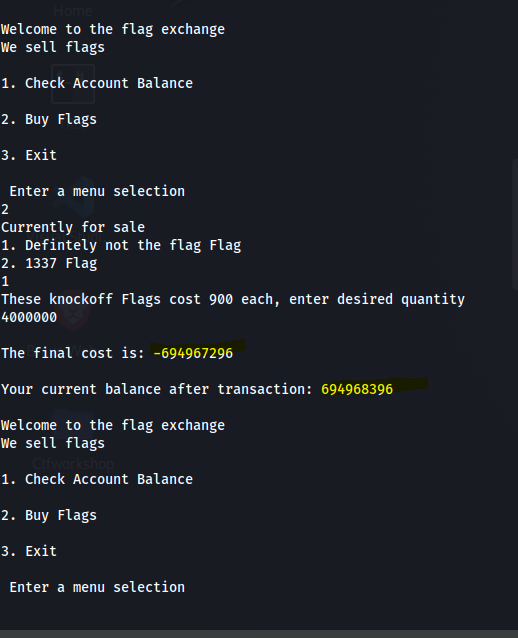 Home
Welcome to the flag exchange
We sell flags
1. Check Account Balance
2. Buy Flags
3. Exit
Enter a menu selection
2
Currently for sale
1. Defintely not the flag Flag
2. 1337 Flag
1
These knockoff Flags cost 900 each, enter desired quantity
4000000
The final cost is: -694967296
Your current balance after transaction: 694968396
Welcome to the flag exchange
We sell flags
Ctfworkshop
1. Check Account Balance
2. Buy Flags
3. Exit
Enter a menu selection